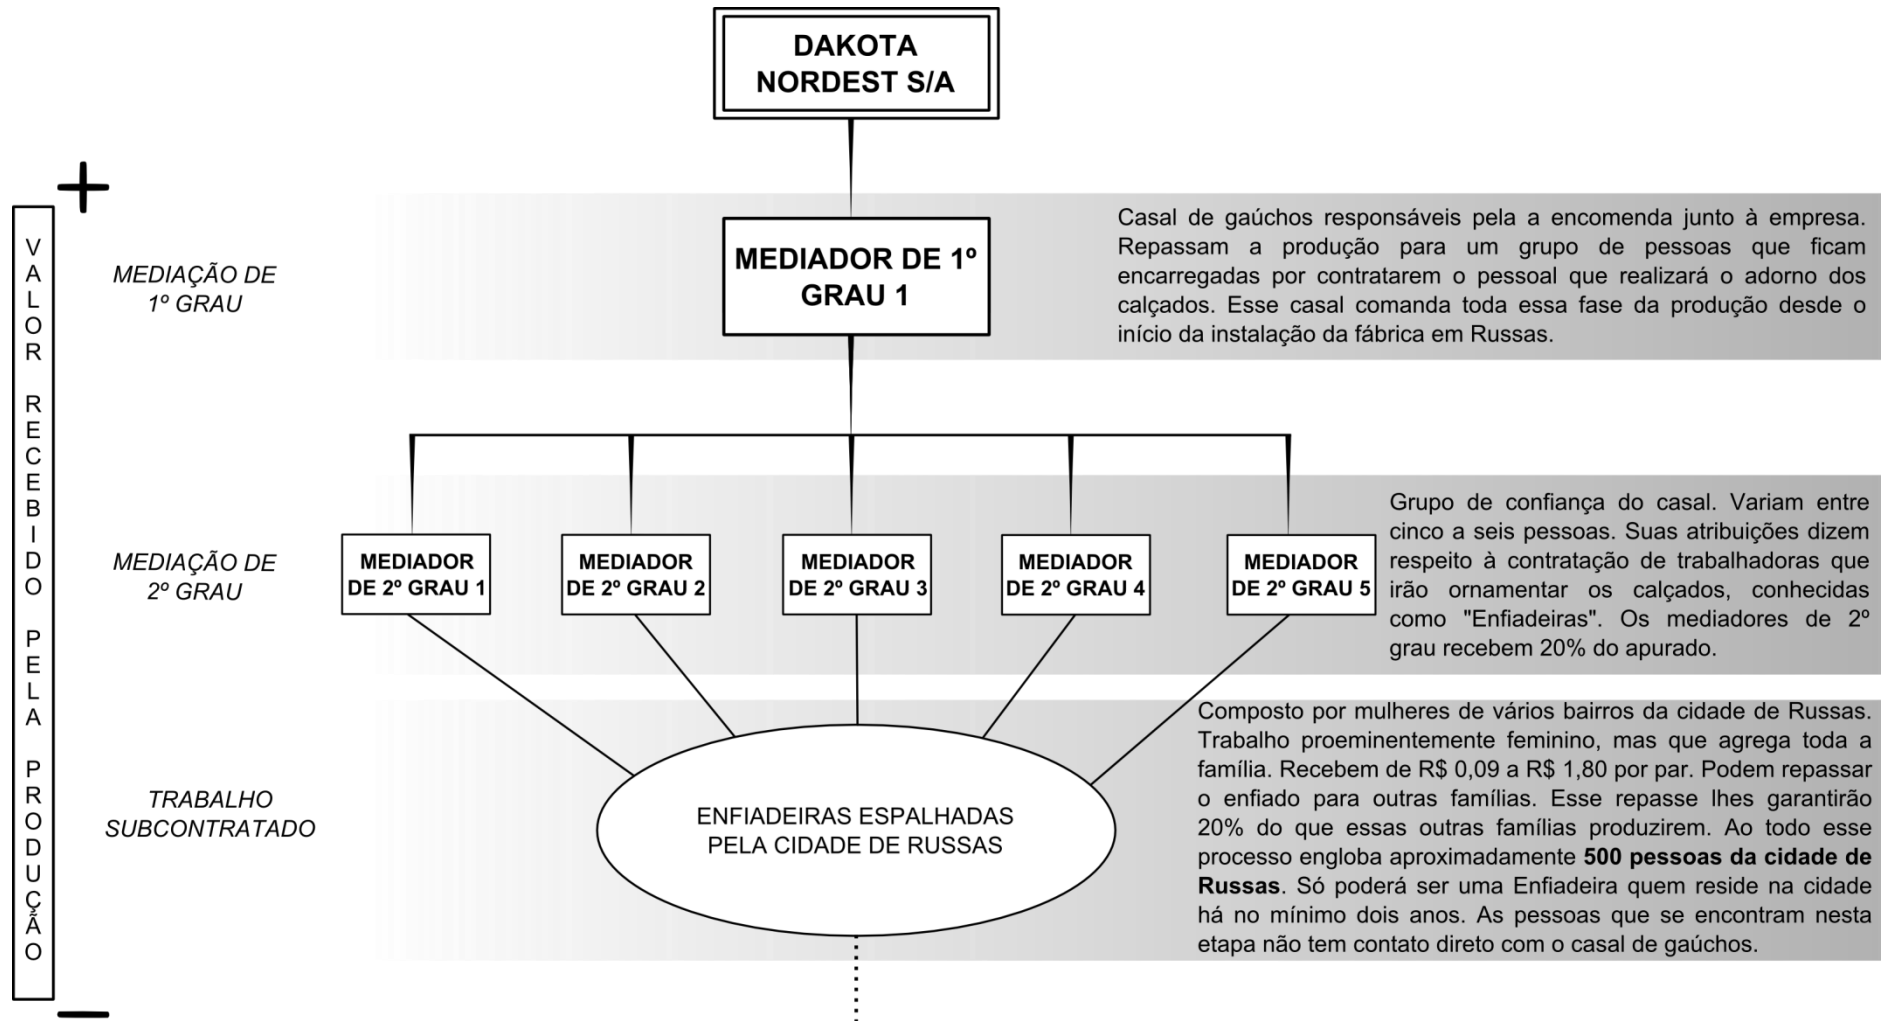 DAKOTA
NORDEST S/A
+
VALOR RECEBIDO PELA PRODUÇÃO
MEDIAÇÃO DE
1º GRAU
MEDIADOR DE 1º
GRAU 1
Casal de gaúchos responsáveis pela a encomenda junto à empresa.
Repassam a produção para um grupo de pessoas que ficam
encarregadas por contratarem o pessoal que realizará o adorno dos
calçados. Esse casal comanda toda essa fase da produção desde o
início da instalação da fábrica em Russas.
MEDIAÇÃO DE
2º GRAU
MEDIADOR
DE 2º GRAU 1
MEDIADOR
DE 2º GRAU 2
MEDIADOR
DE 2º GRAU 3
MEDIADOR
DE 2º GRAU 4
MEDIADOR
DE 2º GRAU 5
Grupo de confiança do casal. Variam entre
cinco a seis pessoas. Suas atribuições dizem
respeito à contratação de trabalhadoras que
irão ornamentar os calçados, conhecidas
como "Enfiadeiras". Os mediadores de 2º
grau recebem 20% do apurado.
TRABALHO
SUBCONTRATADO
ENFIADEIRAS ESPALHADAS
PELA CIDADE DE RUSSAS
Composto por mulheres de vários bairros da cidade de Russas.
Trabalho proeminentemente feminino, mas que agrega toda a
família. Recebem de R$ 0,09 a R$ 1,80 por par. Podem repassar
o enfiado para outras famílias. Esse repasse lhes garantirão
20% do que essas outras famílias produzirem. Ao todo esse
processo engloba aproximadamente 500 pessoas da cidade de
Russas. Só poderá ser uma Enfiadeira quem reside na cidade
há no mínimo dois anos. As pessoas que se encontram nesta
etapa não tem contato direto com o casal de gaúchos.
—